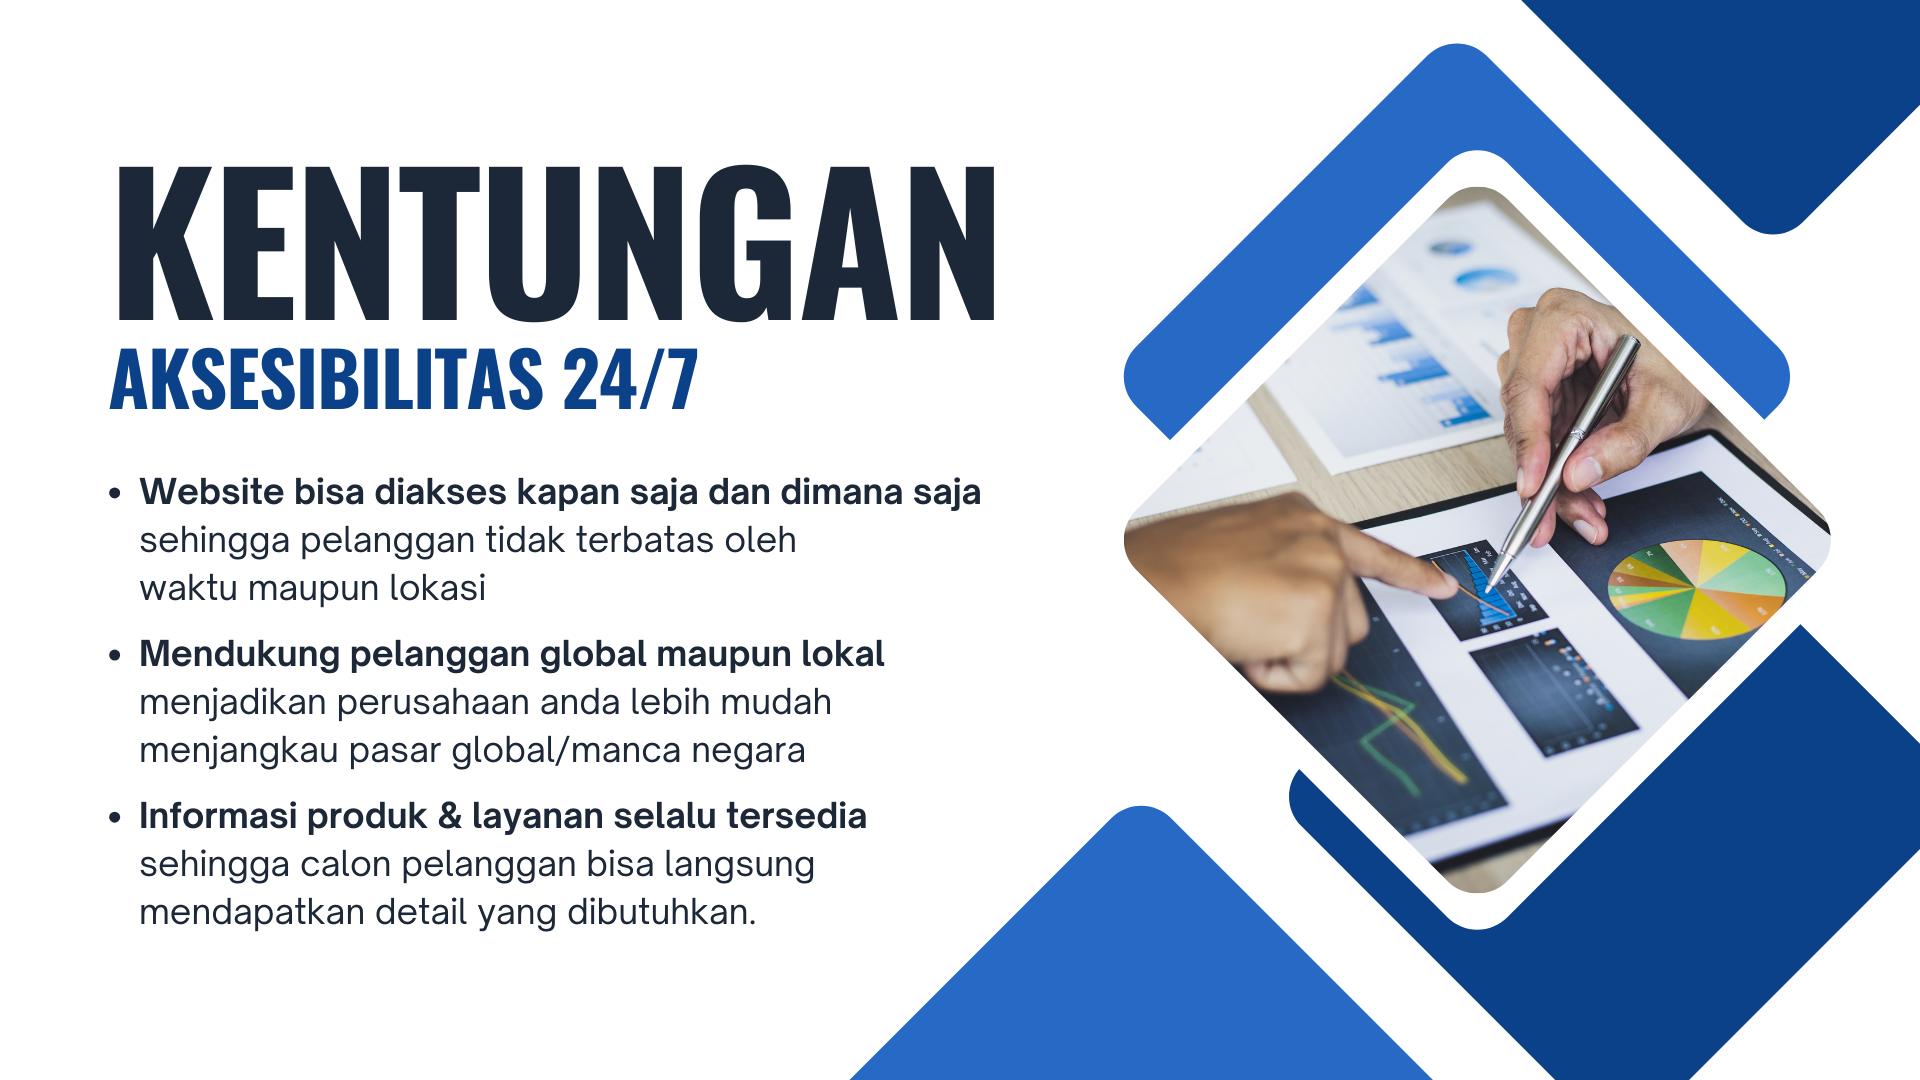 KENTUNGAN
AKSESIBILITAS 24/7
• Website bisa diakses kapan saja dan dimana saja
sehingga pelanggan tidak terbatas oleh
waktu maupun lokasi
• Mendukung pelanggan global maupun lokal
menjadikan perusahaan anda lebih mudah
menjangkau pasar global/manca negara
• Informasi produk & layanan selalu tersedia
sehingga calon pelanggan bisa langsung
mendapatkan detail yang dibutuhkan.